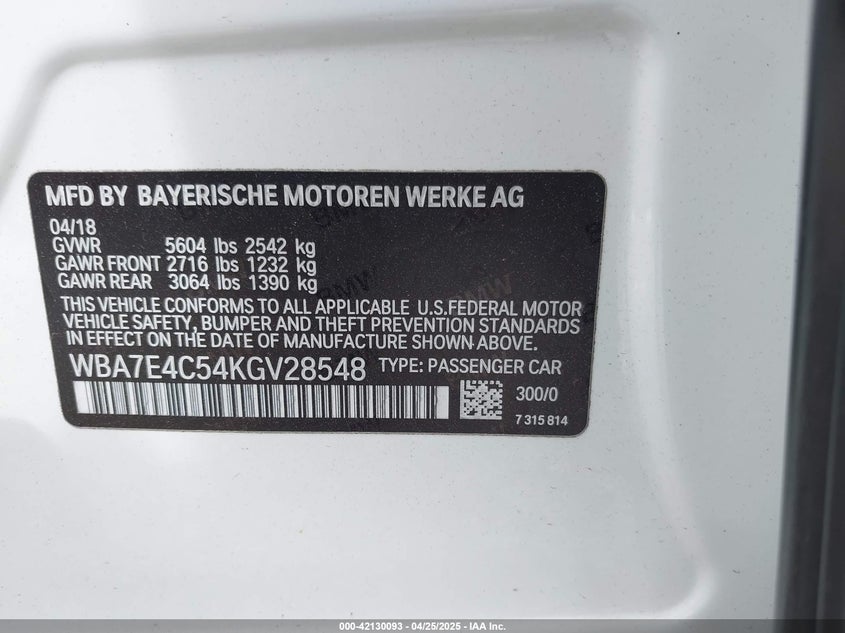 MFD BY BAYERISCHE MOTOREN WERKE AG
04/18
GVWR 5604 lbs 2542 kg
GAWR FRONT 2716 lbs 1232 kg
GAWR REAR 3064 lbs 1390 kg
THIS VEHICLE CONFORMS TO ALL APPLICABLE U.S.FEDERAL MOTOR
VEHICLE SAFETY, BUMPER AND THEFT PREVENTION STANDARDS
IN EFFECT ON THE DATE OF MANUFACTURE SHOWN ABOVE.
WBA7E4C54KGV28548 TYPE: PASSENGER CAR
300/0
7 315 814
000-42130093 - 04/25/2025 - IAA Inc.